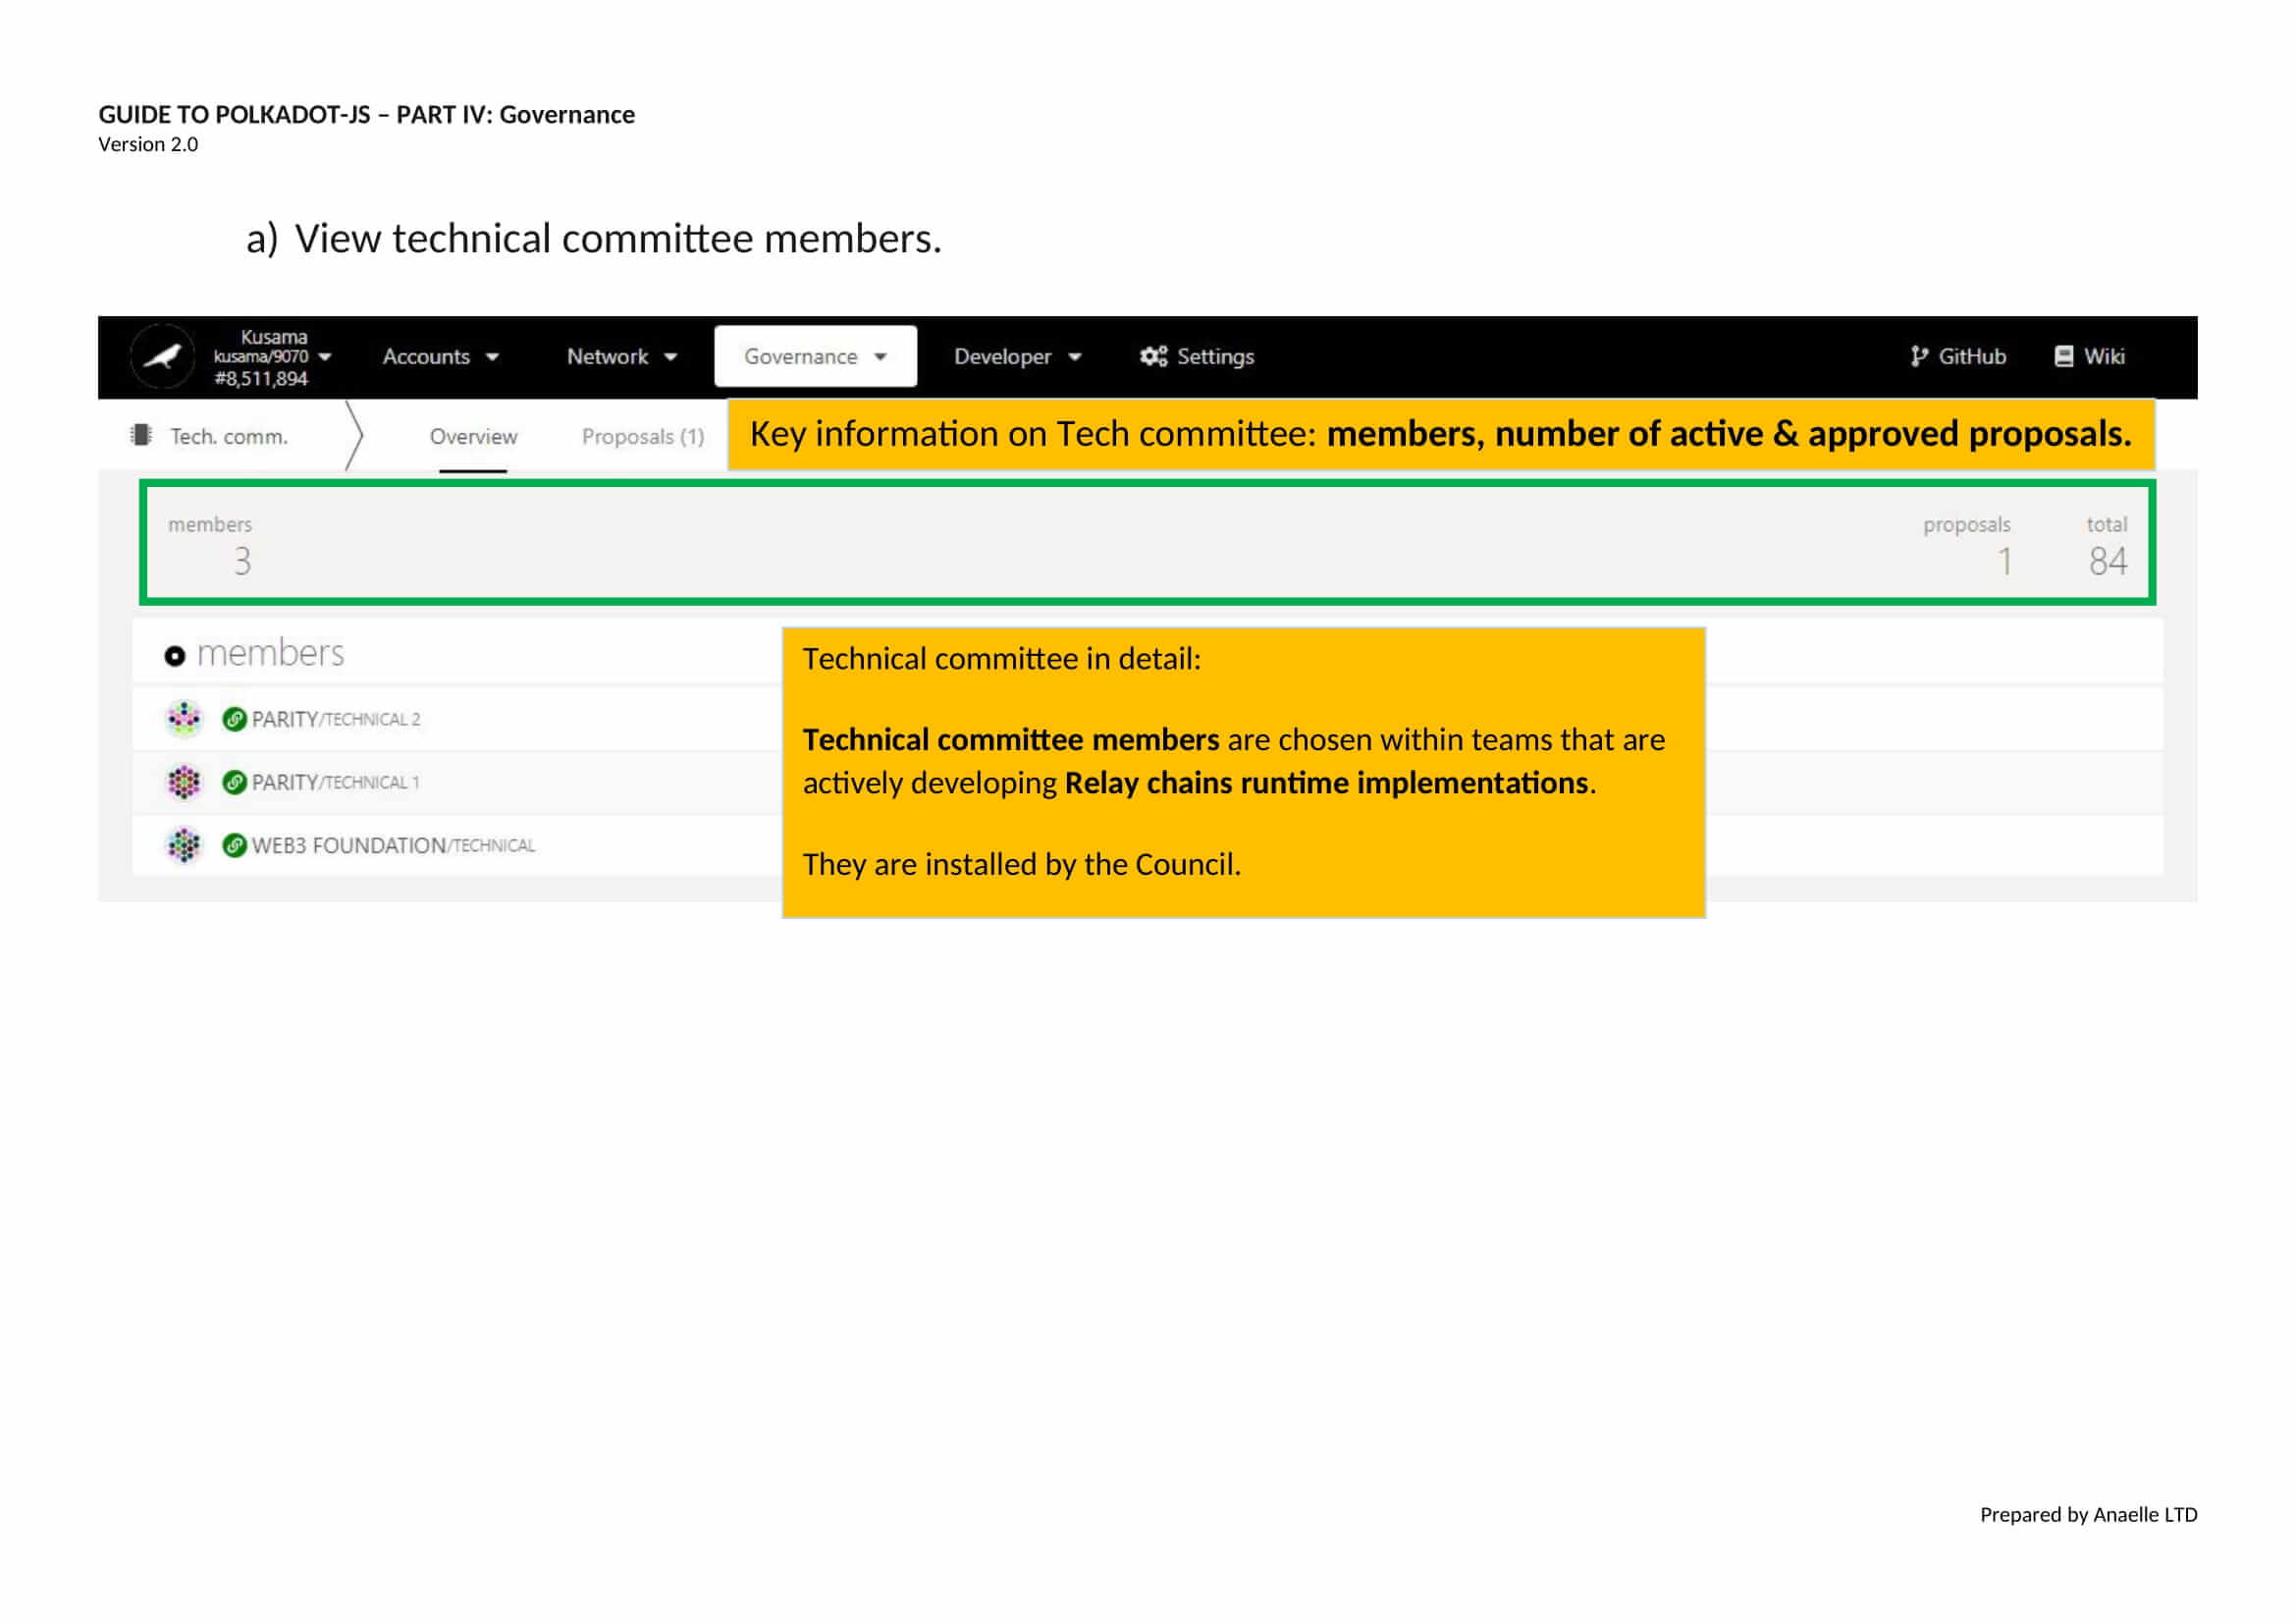 GUIDE TO POLKADOT-JS – PART IV: Governance
Version 2.0
a) View technical committee members.
Kusama
kusama/9070
#8,511,894
Accounts
Network
Governance
Developer
Settings
GitHub
Wiki
Tech. comm.
Overview
Proposals (1)
Key information on Tech committee: members, number of active & approved proposals.
members
3
proposals
1
total
84
members
PARITY/TECHNICAL 2
PARITY/TECHNICAL 1
WEB3 FOUNDATION/TECHNICAL
Technical committee in detail:
Technical committee members are chosen within teams that are
actively developing Relay chains runtime implementations.
They are installed by the Council.
Prepared by Anaelle LTD